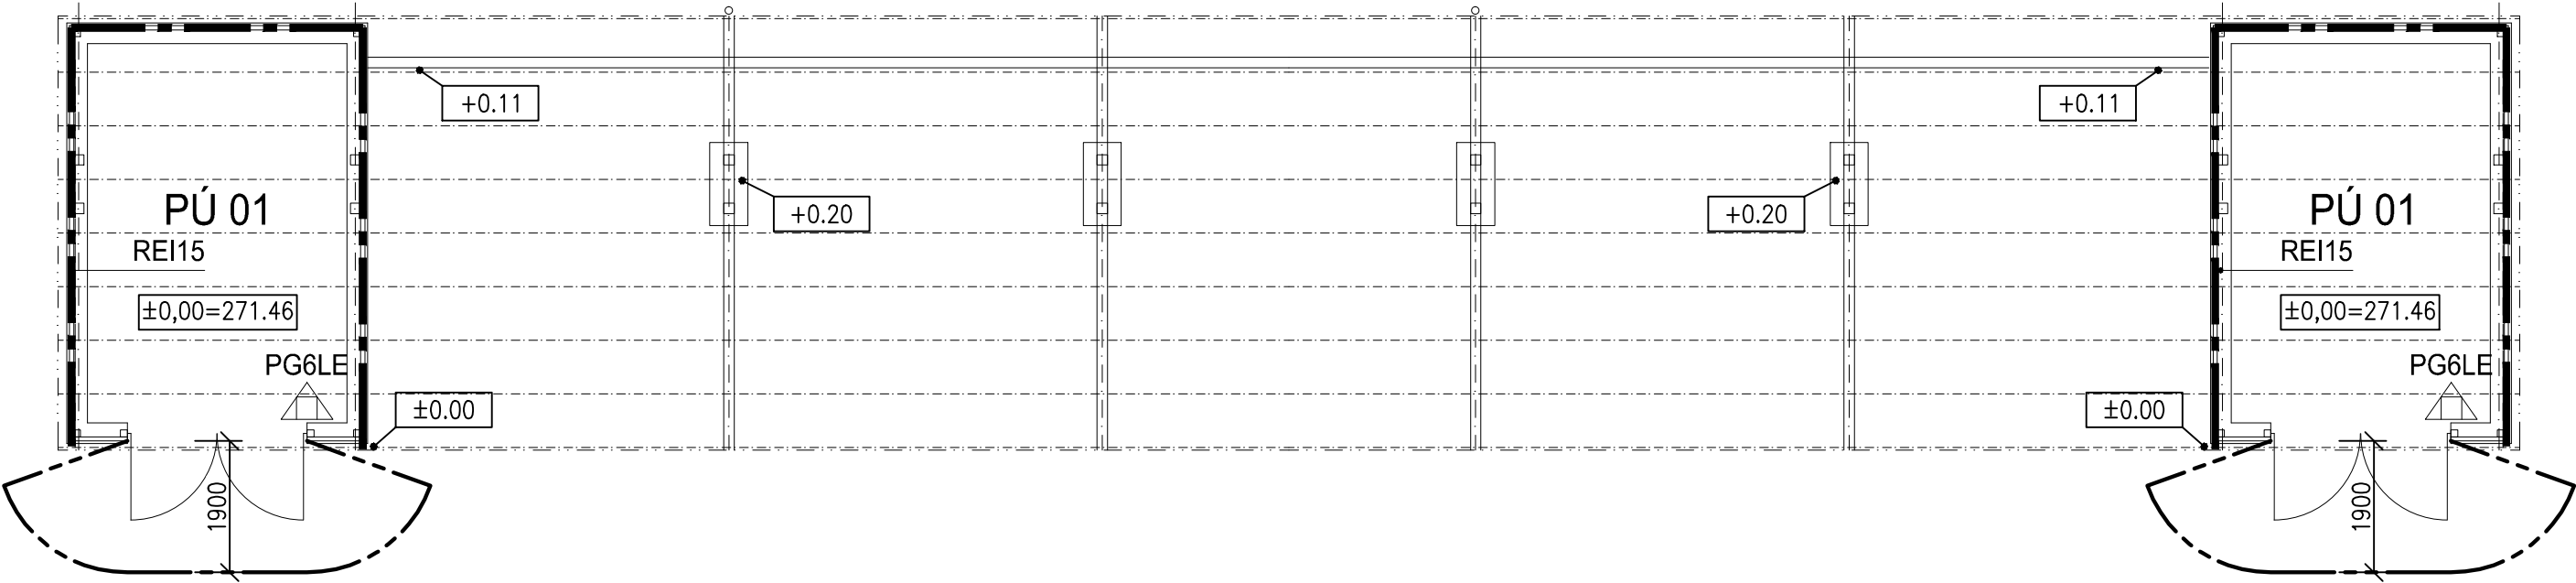 +0.11
+0.11
PÚ 01
REI15
+0.20
+0.20
PÚ 01
REI15
±0,00=271.46
±0,00=271.46
PG6LE
PG6LE
±0.00
±0.00
1900
1900